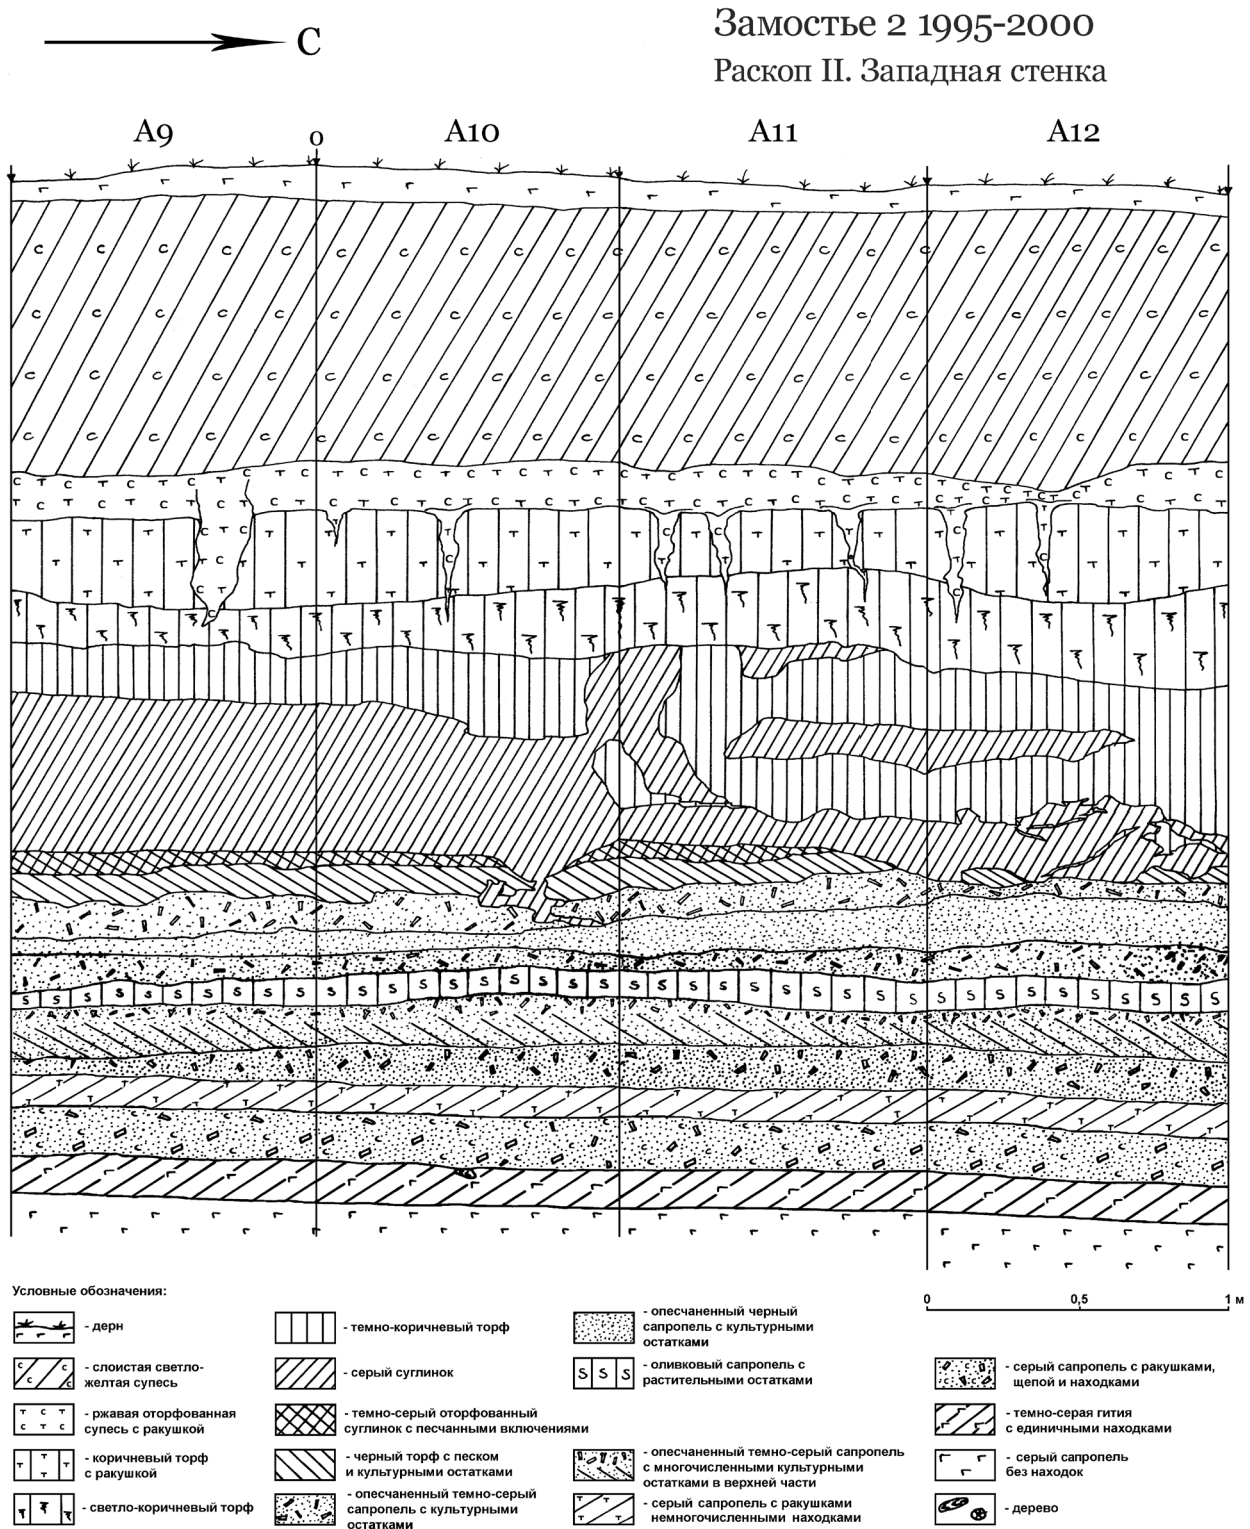 С
Замостье 2 1995-2000
Раскоп II. Западная стенка
А9
0
А10
А11
А12
Условные обозначения:
- дерн
- слоистая светло-
желтая супесь
- ржавая оторфованная
супесь с ракушкой
- коричневый торф
с ракушкой
- светло-коричневый торф
- темно-коричневый торф
- серый суглинок
- темно-серый оторфованный
суглинок с песчанными включениями
- черный торф с песком
и культурными остатками
- опесчаненный темно-серый
сапропель с культурными
остатками
- опесчаненный черный
сапропель с культурными
остатками
- оливковый сапропель с
растительными остатками
- опесчаненный темно-серый сапропель
с многочисленными культурными
остатками в верхней части
- серый сапропель с ракушками
немногочисленными находками
0 0,5 1 м
- серый сапропель с ракушками,
щепой и находками
- темно-серая гития
с единичными находками
- серый сапропель
без находок
- дерево